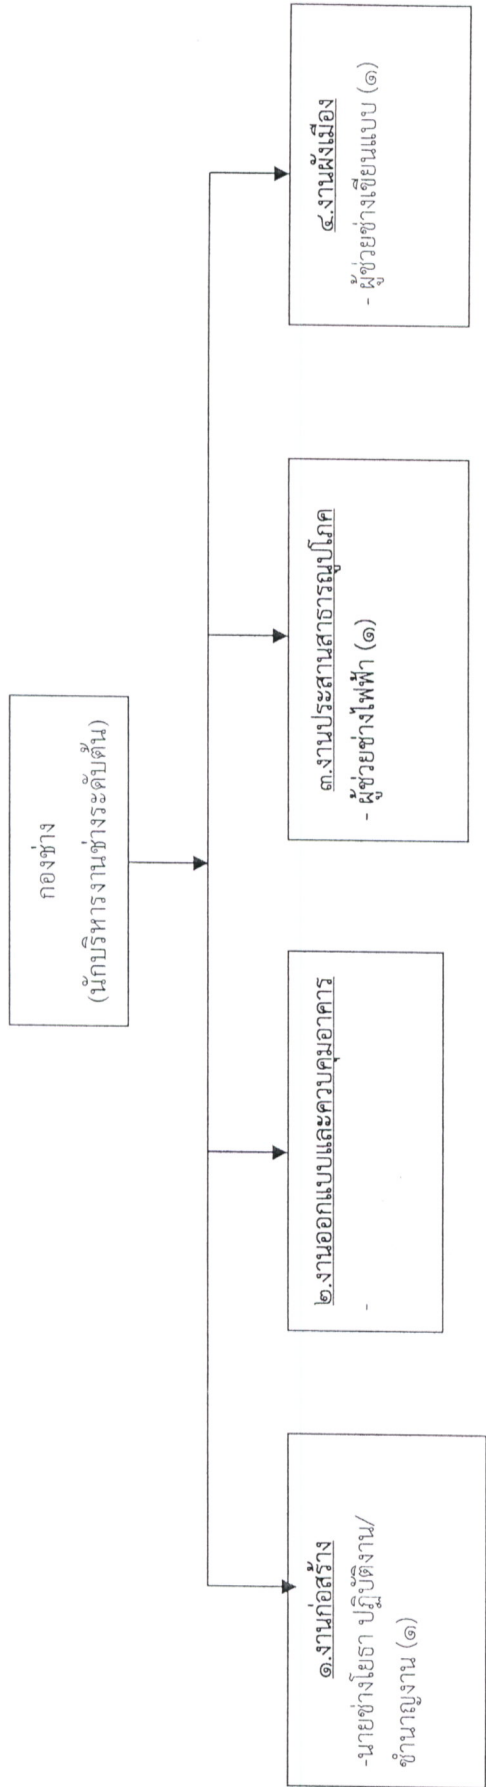 กองช่าง
(นักบริหารงานช่างระดับต้น)
๑.งานก่อสร้าง
-นายช่างโยธา ปฏิบัติงาน/
ชำนาญงาน (๑)
๒.งานออกแบบและควบคุมอาคาร
-
๓.งานประสานสาธารณูปโภค
- ผู้ช่วยช่างไฟฟ้า (๑)
๔.งานผังเมือง
- ผู้ช่วยช่างเขียนแบบ (๑)